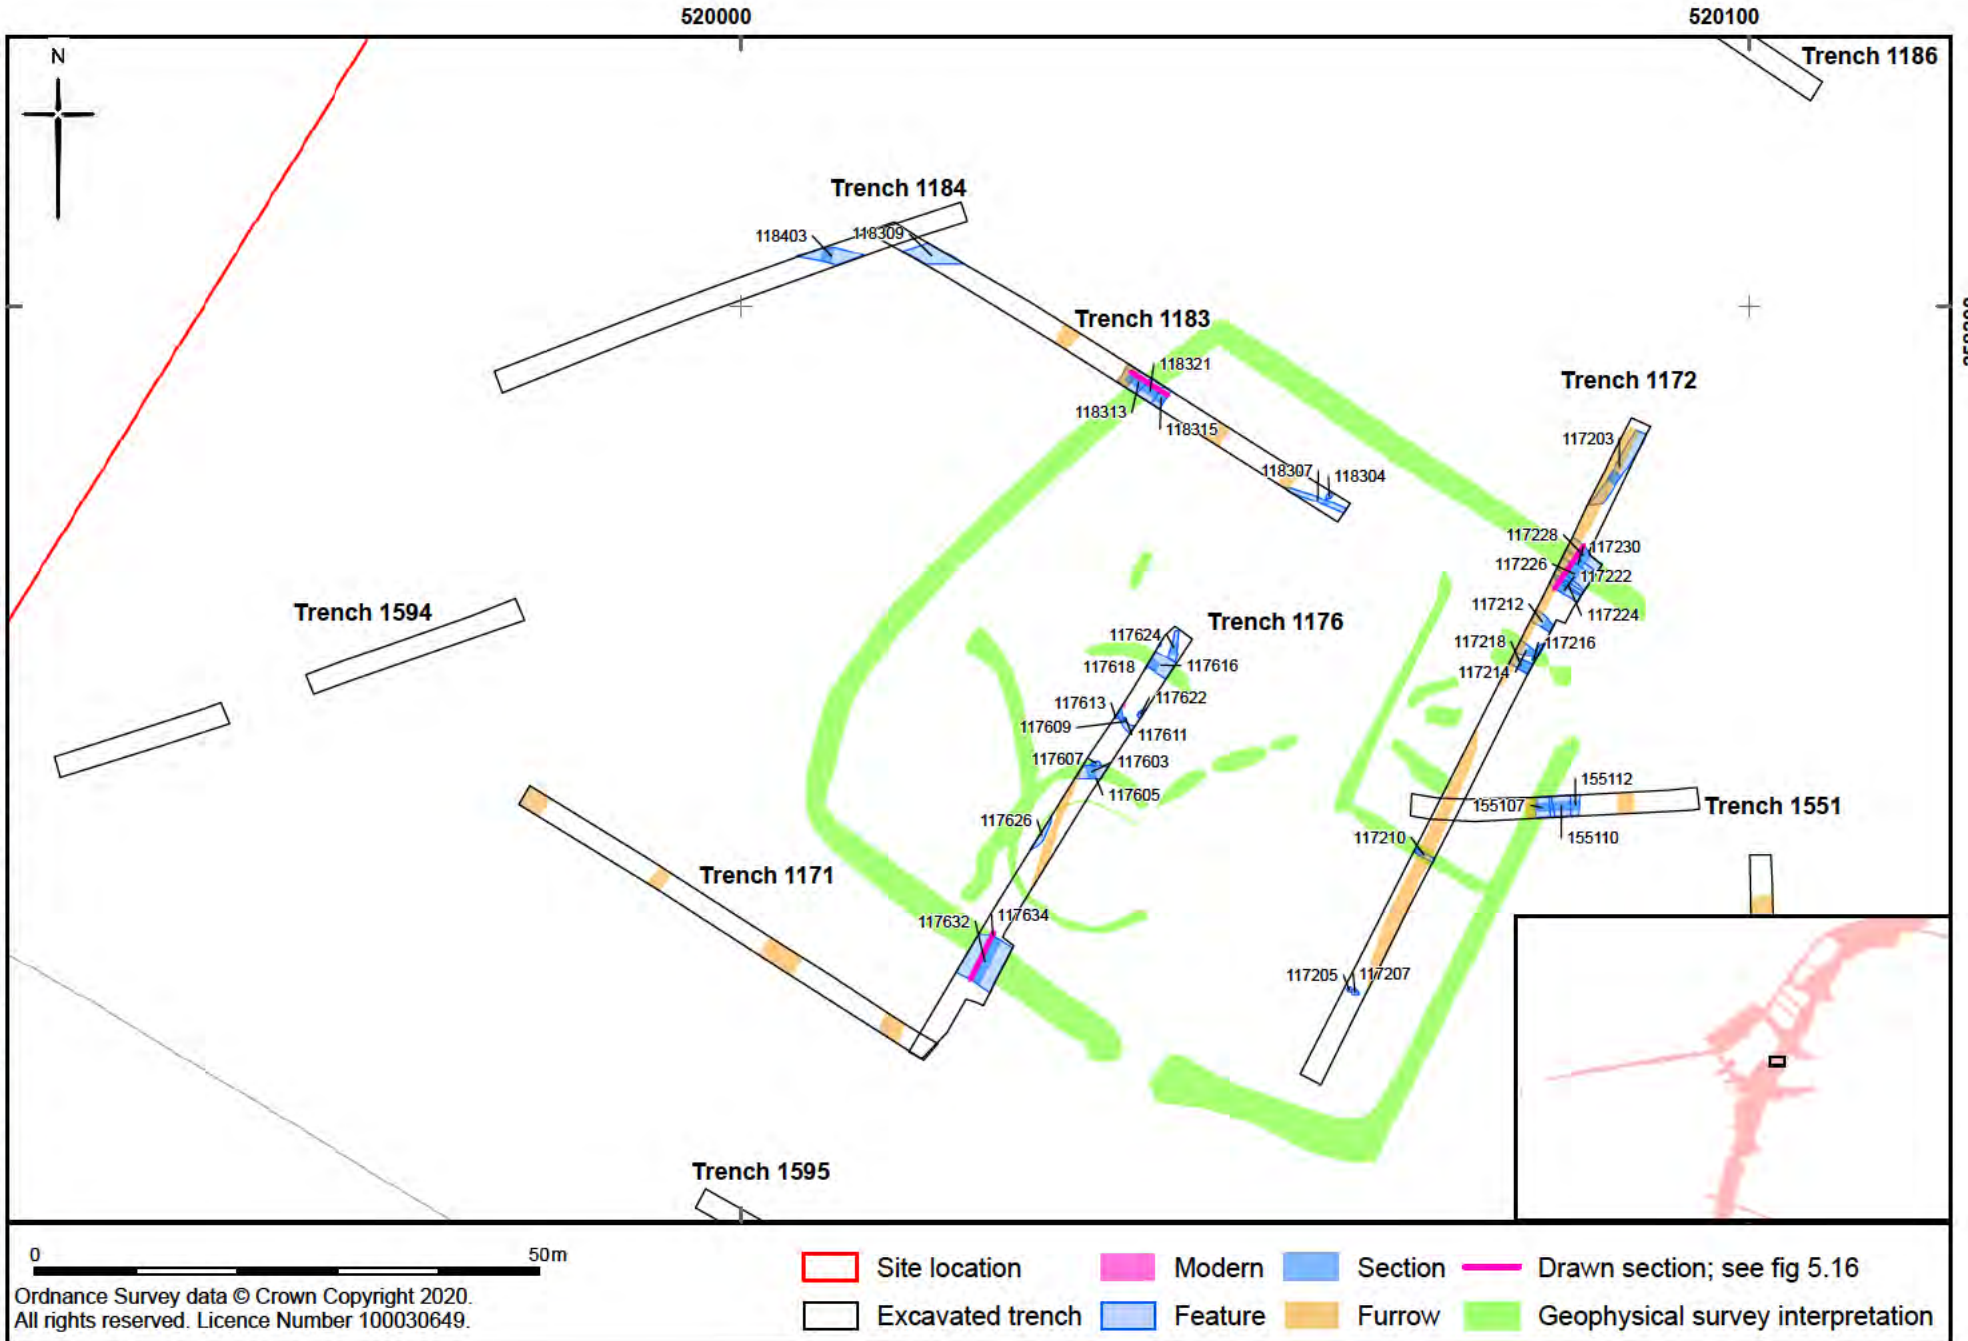 520000
520100
N
Trench 1186
Trench 1184
118403
118309
Trench 1183
118321
118313
118315
Trench 1172
117203
118307
118304
117228
117230
117226
117222
117212
117224
117218
117216
117214
Trench 1594
Trench 1176
117624
117618
117616
117613
117622
117609
117611
117607
117603
117605
117626
155112
155107
Trench 1551
155110
117210
Trench 1171
117632
117634
117205
117207
Trench 1595
0
50m
Site location
Modern
Section
Drawn section; see fig 5.16
Ordnance Survey data © Crown Copyright 2020.
All rights reserved. Licence Number 100030649.
Excavated trench
Feature
Furrow
Geophysical survey interpretation